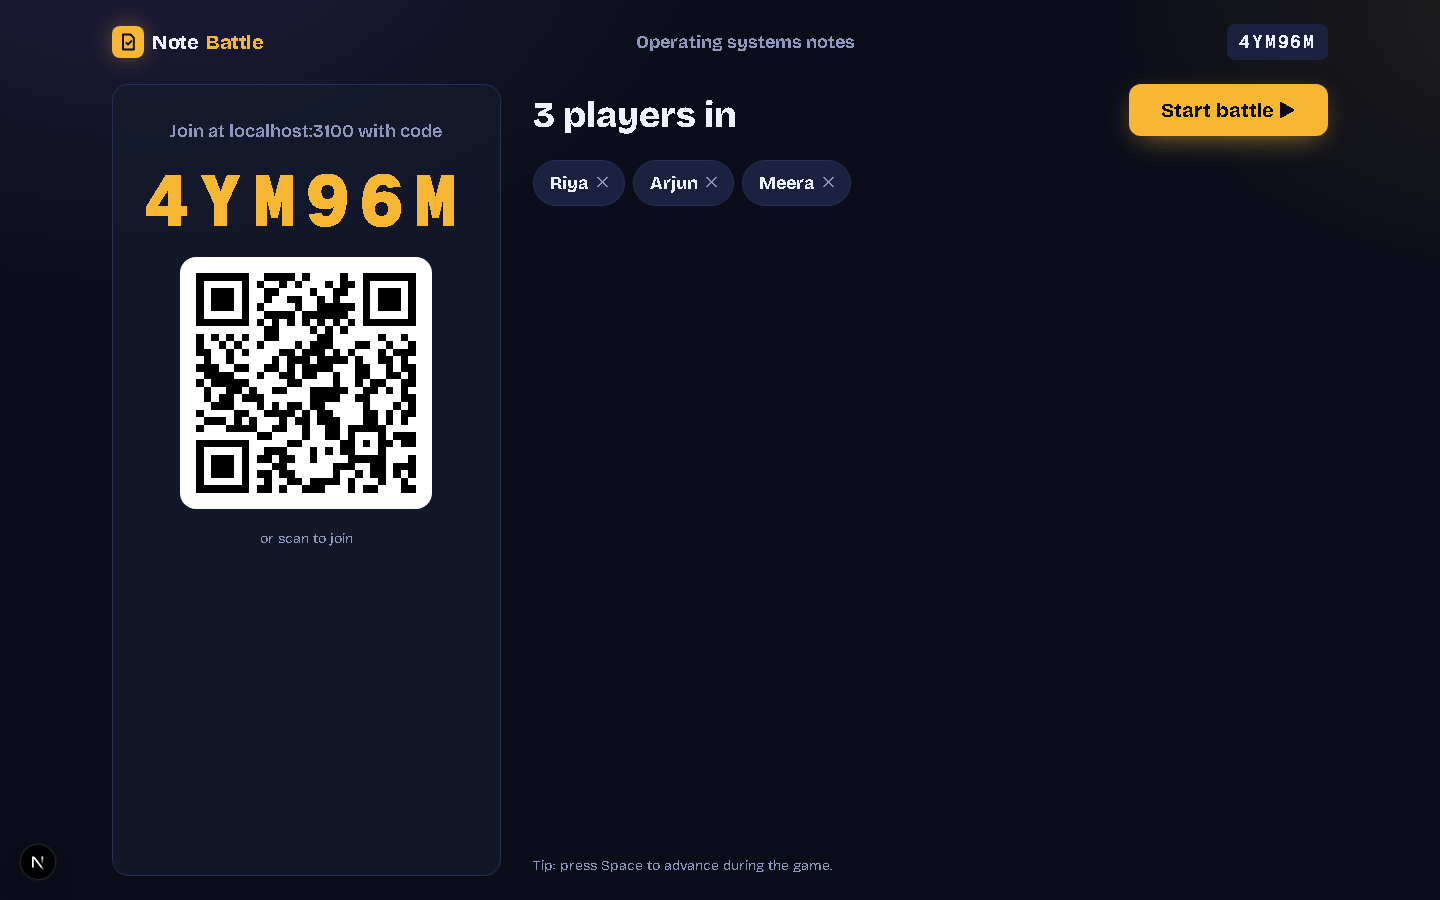 Note Battle
Operating systems notes
4YM96M
Join at localhost:3100 with code
4YM96M
or scan to join
3 players in
Start battle ▶
Riya × Arjun × Meera ×
Tip: press Space to advance during the game.
N